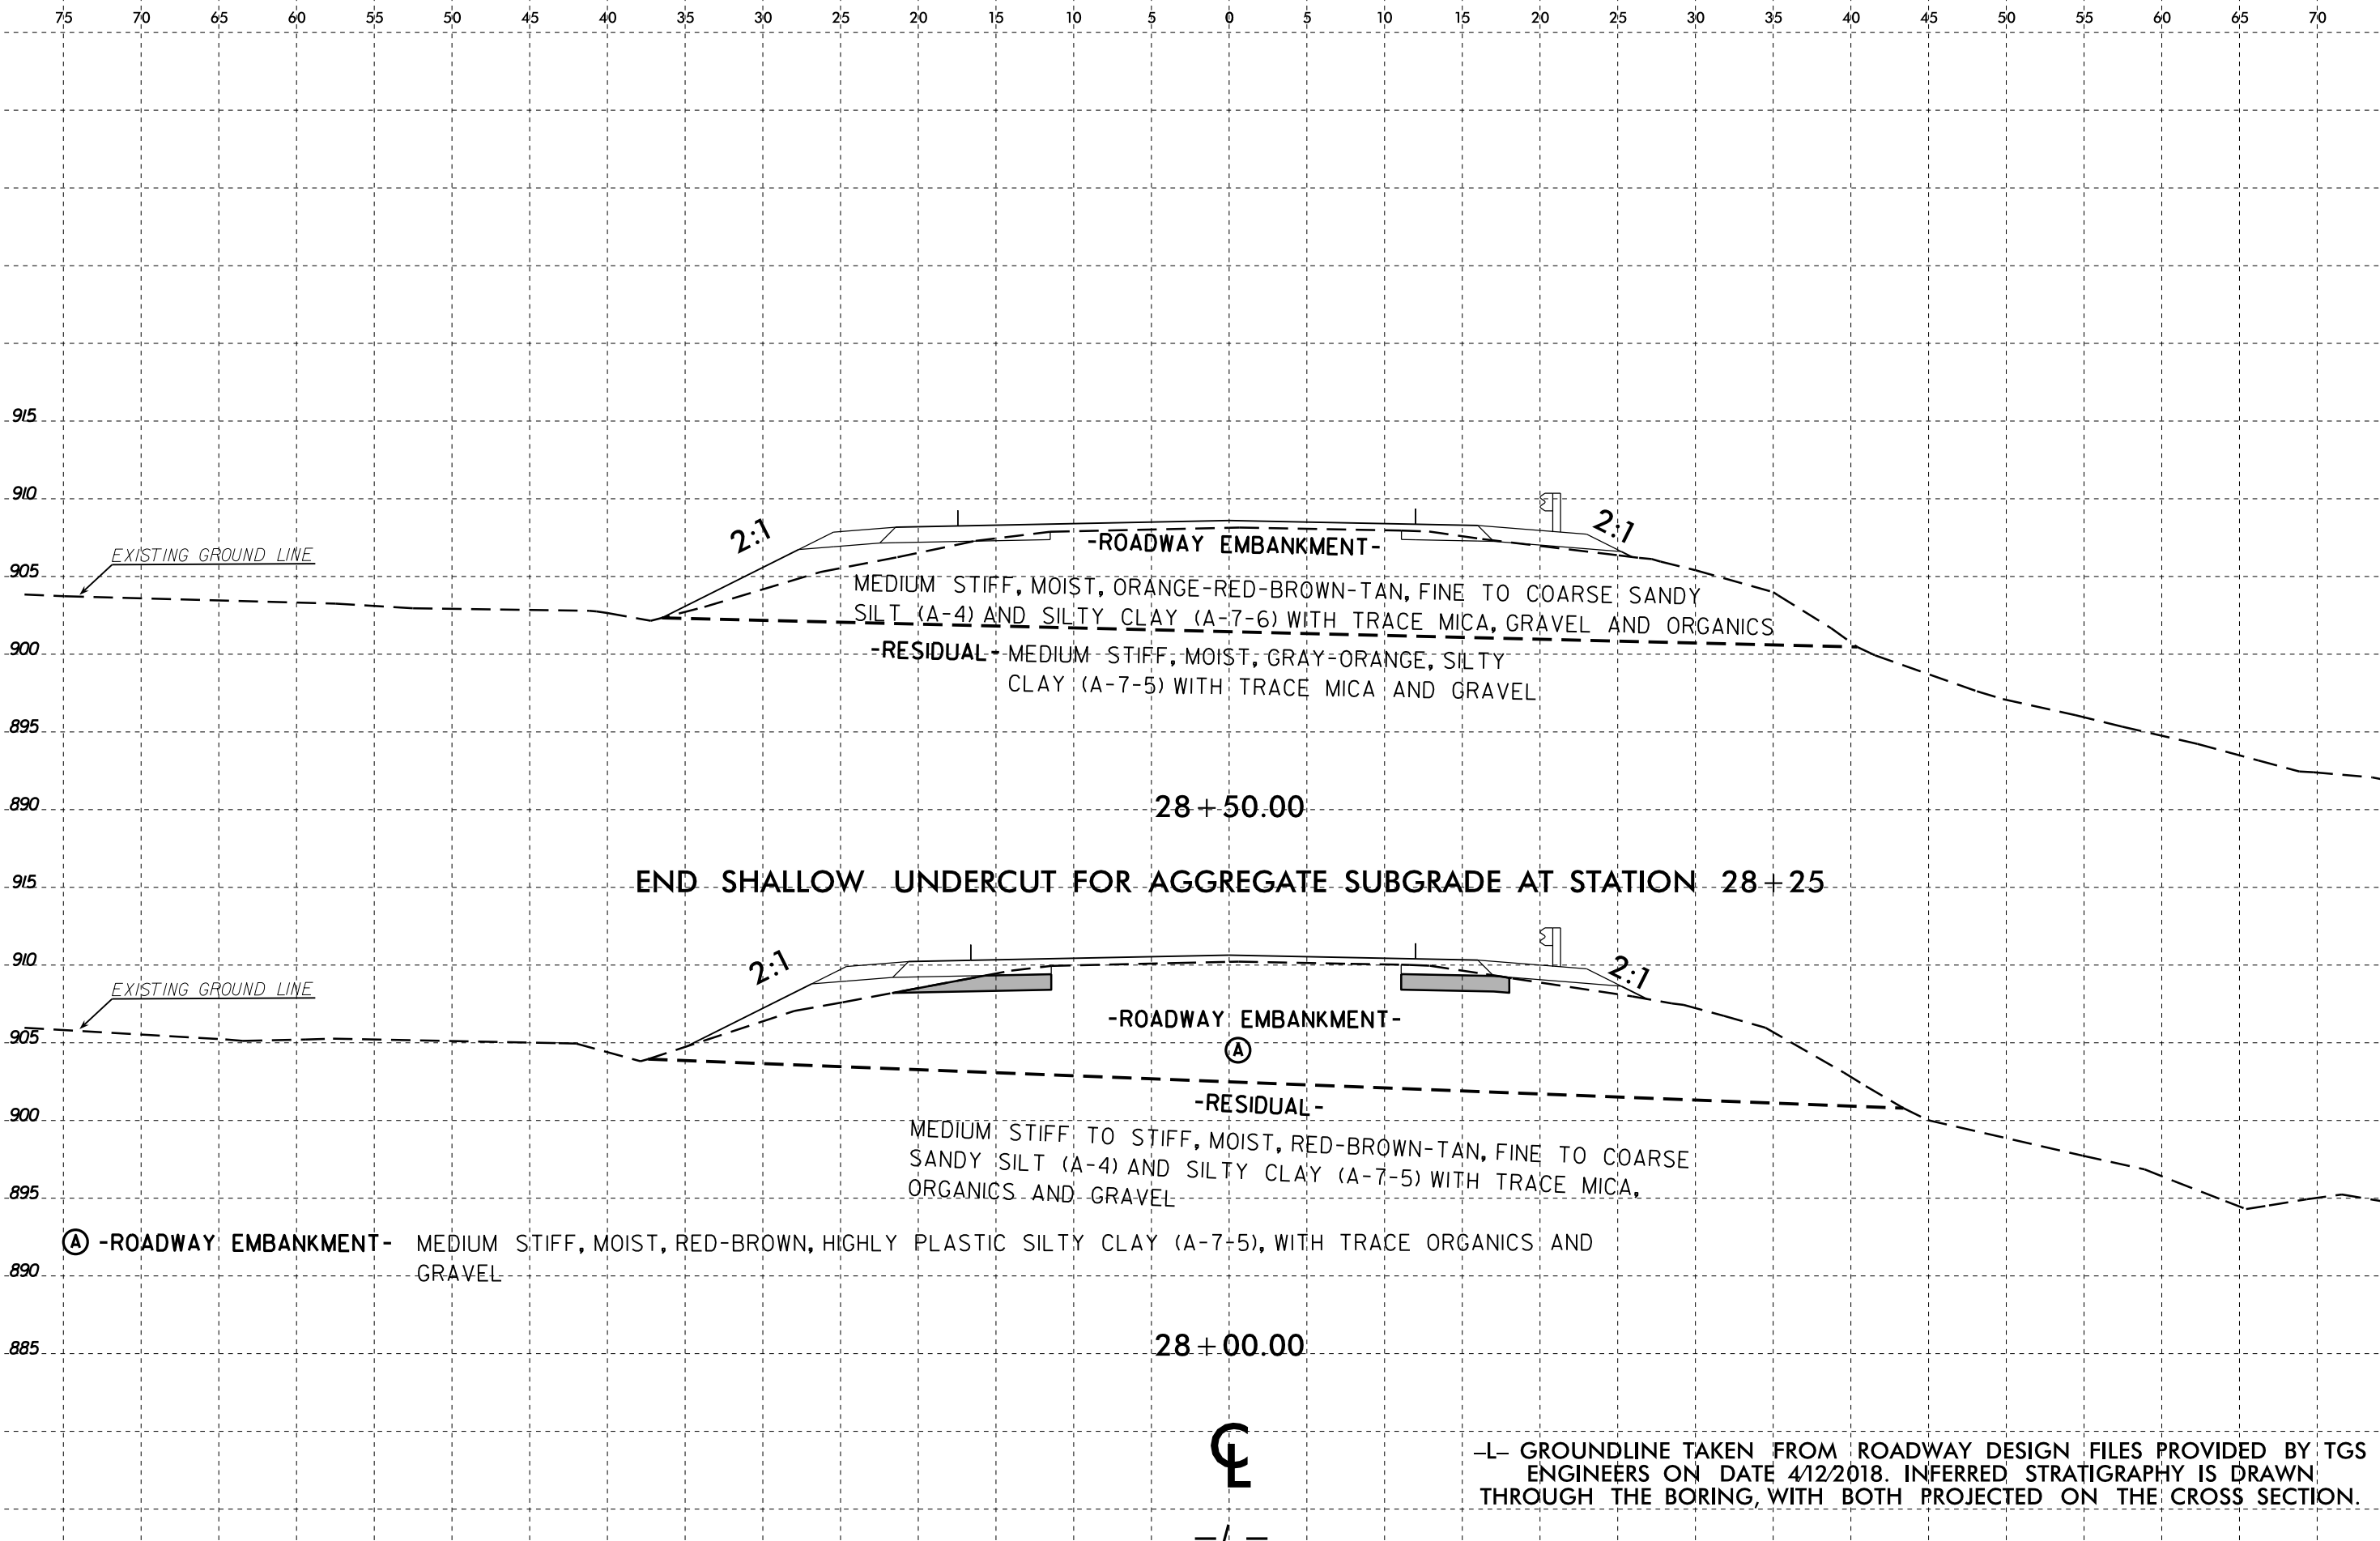 75 70 65 60 55 50 45 40 35 30 25 20 15 10 5 0 5 10 15 20 25 30 35 40 45 50 55 60 65 70
915
910
2:1
2:1
-ROADWAY EMBANKMENT-
EXISTING GROUND LINE
905
MEDIUM STIFF, MOIST, ORANGE-RED-BROWN-TAN, FINE TO COARSE SANDY
SILT (A-4) AND SILTY CLAY (A-7-6) WITH TRACE MICA, GRAVEL AND ORGANICS
900
-RESIDUAL- MEDIUM STIFF, MOIST, GRAY-ORANGE, SILTY
CLAY (A-7-5) WITH TRACE MICA AND GRAVEL
895
890
28+50.00
915
END SHALLOW UNDERCUT FOR AGGREGATE SUBGRADE AT STATION 28+25
910
2:1
2:1
EXISTING GROUND LINE
-ROADWAY EMBANKMENT-
905
A
900
-RESIDUAL-
MEDIUM STIFF TO STIFF, MOIST, RED-BROWN-TAN, FINE TO COARSE
SANDY SILT (A-4) AND SILTY CLAY (A-7-5) WITH TRACE MICA,
ORGANICS AND GRAVEL
895
A -ROADWAY EMBANKMENT- MEDIUM STIFF, MOIST, RED-BROWN, HIGHLY PLASTIC SILTY CLAY (A-7-5), WITH TRACE ORGANICS AND
GRAVEL
890
885
28+00.00
CL
-L- GROUNDLINE TAKEN FROM ROADWAY DESIGN FILES PROVIDED BY TGS
ENGINEERS ON DATE 4/12/2018. INFERRED STRATIGRAPHY IS DRAWN
THROUGH THE BORING, WITH BOTH PROJECTED ON THE CROSS SECTION.